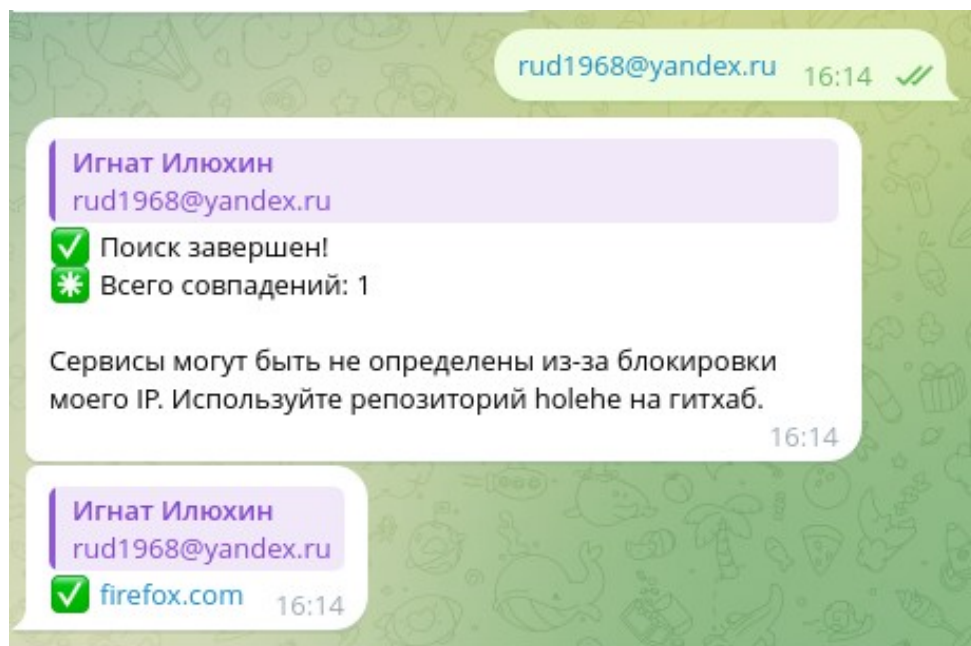 rud1968@yandex.ru 16:14
Игнат Илюхин
rud1968@yandex.ru
Поиск завершен!
Всего совпадений: 1
Сервисы могут быть не определены из-за блокировки
моего IP. Используйте репозиторий holehe на гитхаб.
16:14
Игнат Илюхин
rud1968@yandex.ru
firefox.com 16:14